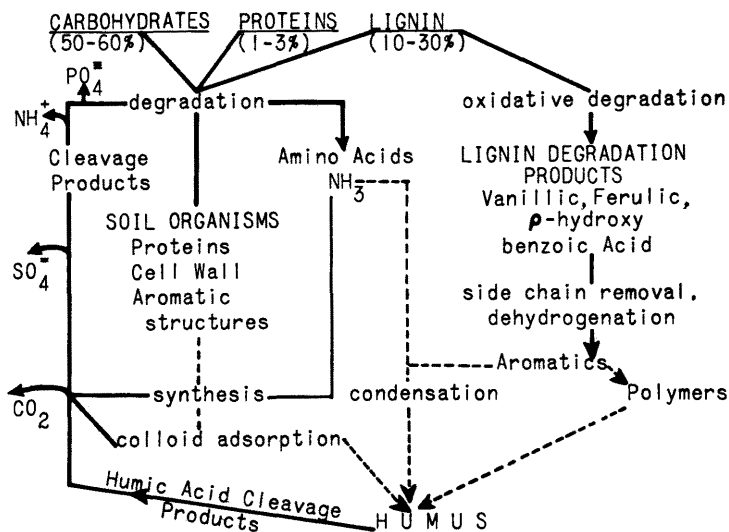 CARBOHYDRATES PROTEINS LIGNIN
(50-60%) (1-3%) (10-30%)
PO4=
degradation
oxidative degradation
NH4+
Cleavage
Products
Amino Acids
NH3
LIGNIN DEGRADATION
PRODUCTS
Vanillic, Ferulic,
ρ-hydroxy
benzoic Acid
SOIL ORGANISMS
Proteins
Cell Wall
Aromatic
structures
SO4=
side chain removal.
dehydrogenation
Aromatics
synthesis
condensation
Polymers
CO2
colloid adsorption
Humic Acid Cleavage
Products
HUMUS